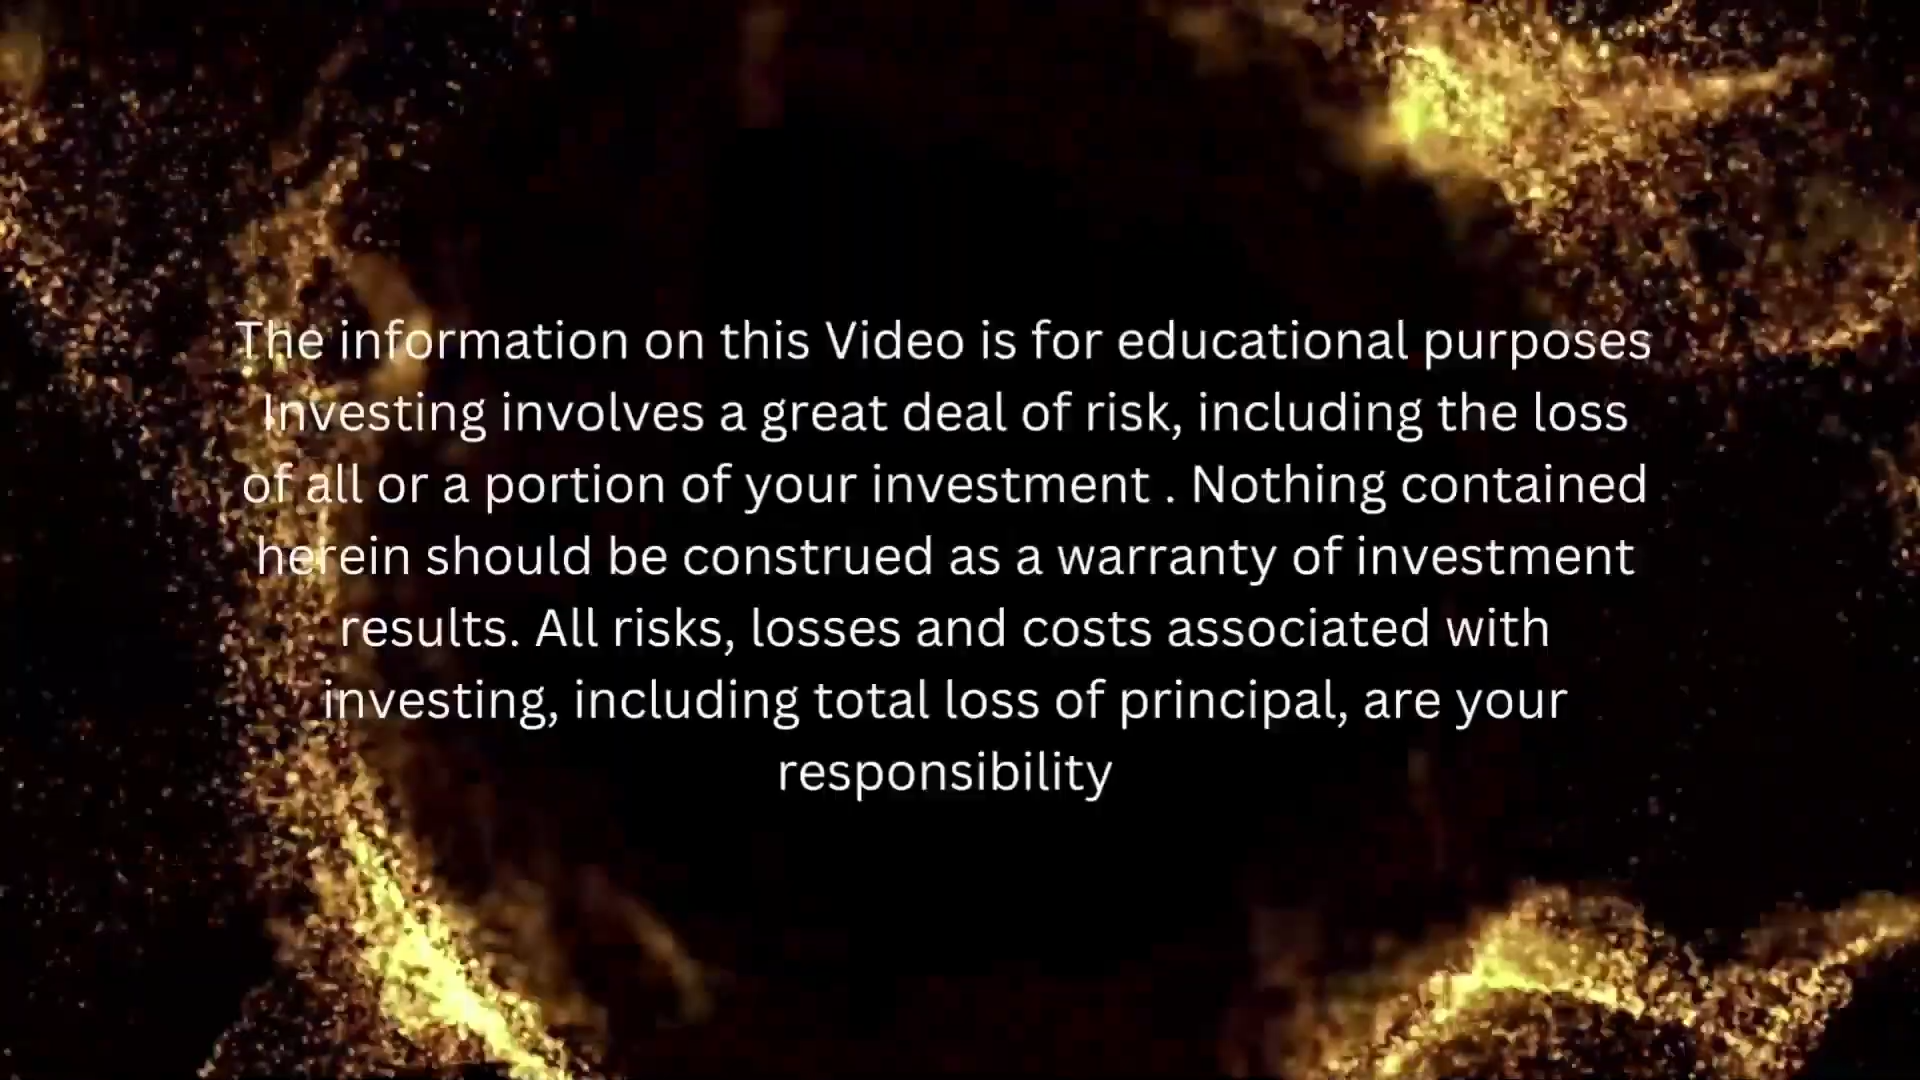 The information on this Video is for educational purposes
Investing involves a great deal of risk, including the loss
of all or a portion of your investment . Nothing contained
herein should be construed as a warranty of investment
results. All risks, losses and costs associated with
investing, including total loss of principal, are your
responsibility